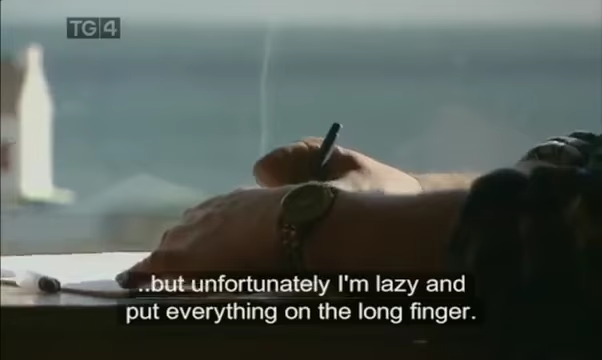 TG4
..but unfortunately I'm lazy and
put everything on the long finger.